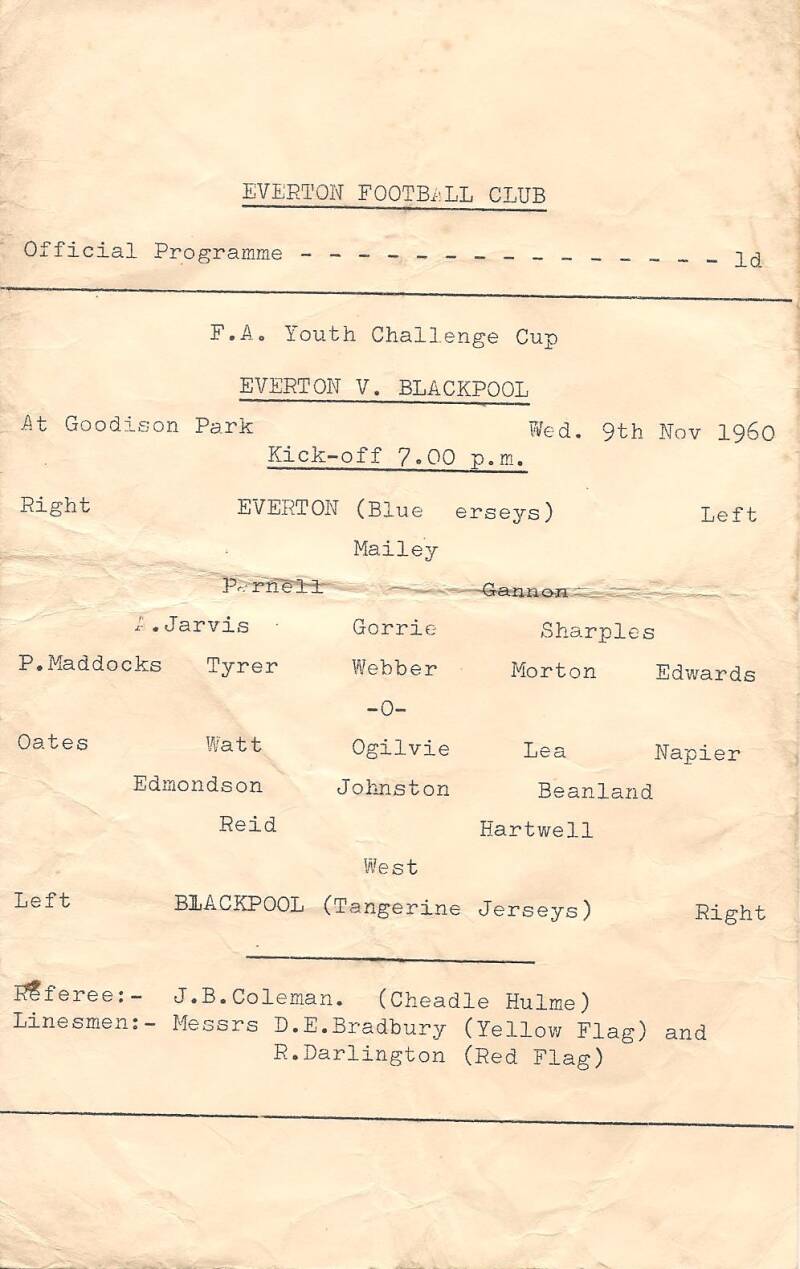 EVERTON FOOTBALL CLUB
Official Programme - - - - - - - - - - - - - - - 1d
F.A. Youth Challenge Cup
EVERTON V. BLACKPOOL
At Goodison Park Wed. 9th Nov 1960
Kick-off 7.00 p.m.
Right EVERTON (Blue erseys) Left
Mailey
Parnell Gannon
A.Jarvis Gorrie Sharples
P.Maddocks Tyrer Webber Morton Edwards
-O-
Oates Watt Ogilvie Lea Napier
Edmondson Johnston Beanland
Reid Hartwell
West
Left BLACKPOOL (Tangerine Jerseys) Right
Referee:- J.B.Coleman. (Cheadle Hulme)
Linesmen:- Messrs D.E.Bradbury (Yellow Flag) and
R.Darlington (Red Flag)